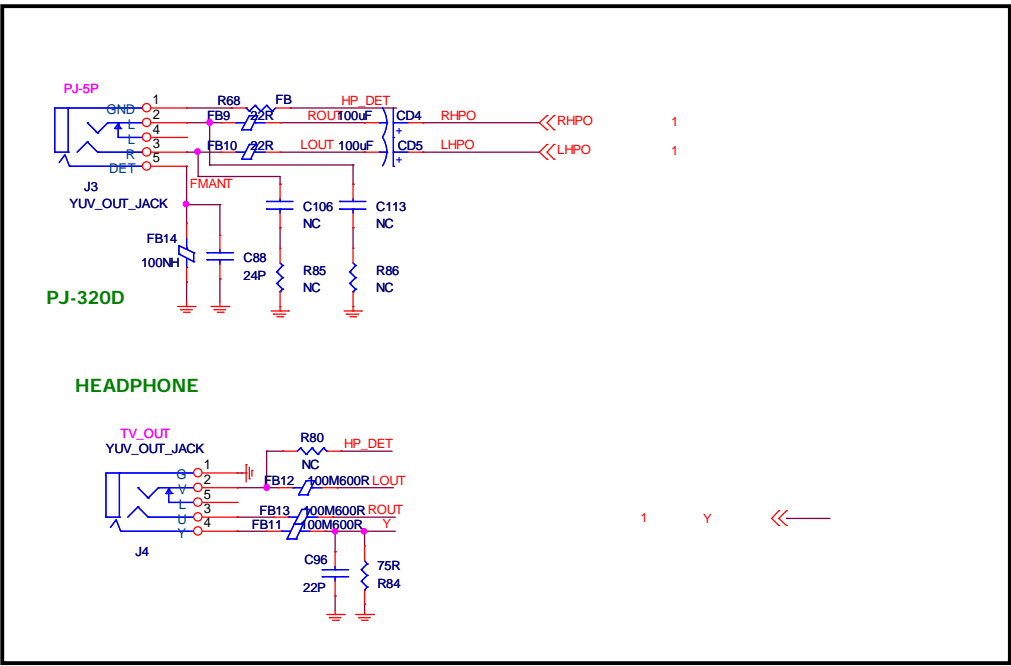 PJ-5P
1
R68
FB
HP_DET
GND
2
FB9
22R
ROUT
100uF
CD4
RHPO
RHPO
1
L
4
+
L
3
FB10
22R
LOUT
100uF
CD5
LHPO
LHPO
1
R
5
+
DET
FMANT
J3
YUV_OUT_JACK
C106
NC
C113
NC
FB14
100NH
C88
24P
R85
NC
R86
NC
PJ-320D
HEADPHONE
TV_OUT
YUV_OUT_JACK
R80
NC
HP_DET
1
G
2
FB12
100M600R
LOUT
V
5
L
3
FB13
100M600R
ROUT
U
4
FB11
100M600R
Y
Y
1
Y
J4
C96
22P
75R
R84